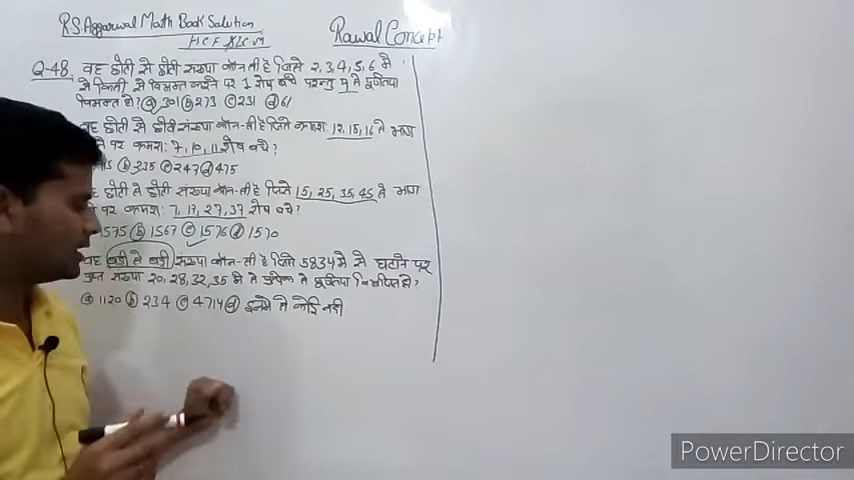 R.S. Aggarwal Math Book Solution
HCF & LCM
Rawal Concept
Q-48. वह छोटी से छोटी संख्या कौन सी है जिसे 2, 3, 4, 5, 6 में
से किसी से विभक्त करने पर 1 शेष बचे परन्तु 7 से पूर्णतया
विभक्त हो? (a) 301 (b) 273 (c) 231 (d) 61
वह छोटी से छोटी संख्या कौन-सी है जिसे क्रमशः 12, 15, 16 से भाग
पर क्रमशः 7, 10, 11 शेष बचे?
(b) 235 (c) 247 (d) 475
वह छोटी से छोटी संख्या कौन-सी है जिसे 15, 25, 35, 45 से भाग
पर क्रमशः 7, 17, 27, 37 शेष बचे?
1575 (b) 1567 (c) 1576 (d) 1570
वह बड़ी से बड़ी संख्या कौन-सी है जिसे 5834 में से घटाने पर
प्राप्त संख्या 20, 28, 32, 35 में से प्रत्येक से पूर्णतया विभाजित हो?
(a) 1120 (b) 234 (c) 4714 (d) इनमें से कोई नहीं
PowerDirector